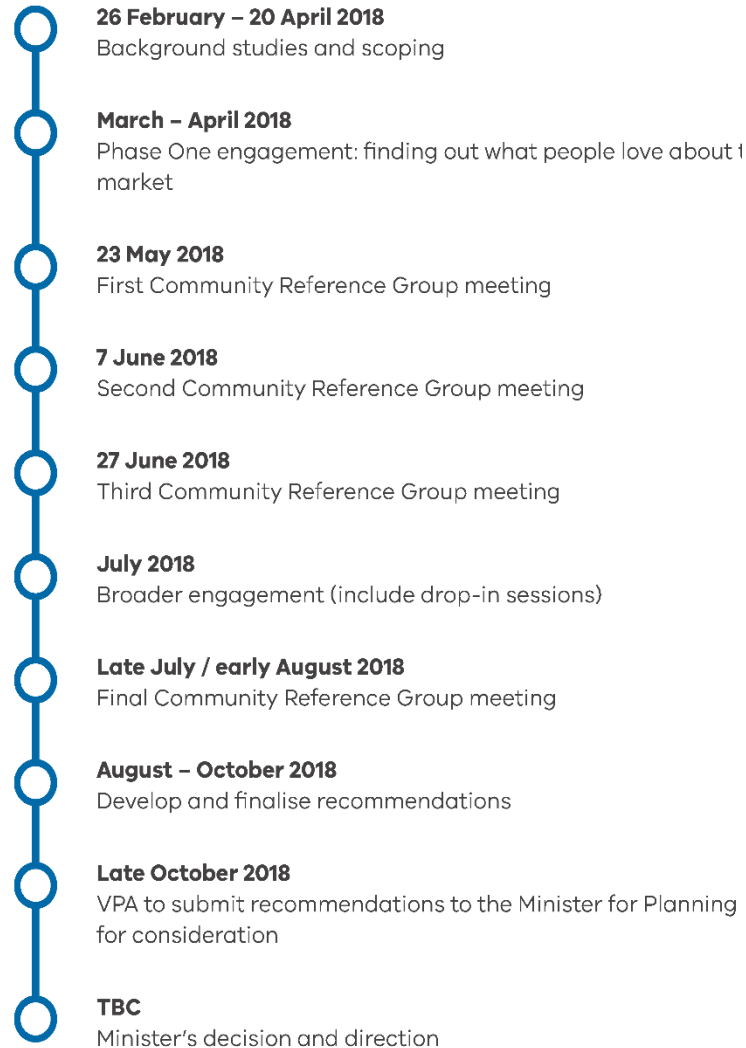 26 February – 20 April 2018
Background studies and scoping
March – April 2018
Phase One engagement: finding out what people love about
market
23 May 2018
First Community Reference Group meeting
7 June 2018
Second Community Reference Group meeting
27 June 2018
Third Community Reference Group meeting
July 2018
Broader engagement (include drop-in sessions)
Late July / early August 2018
Final Community Reference Group meeting
August – October 2018
Develop and finalise recommendations
Late October 2018
VPA to submit recommendations to the Minister for Planning
for consideration
TBC
Minister's decision and direction